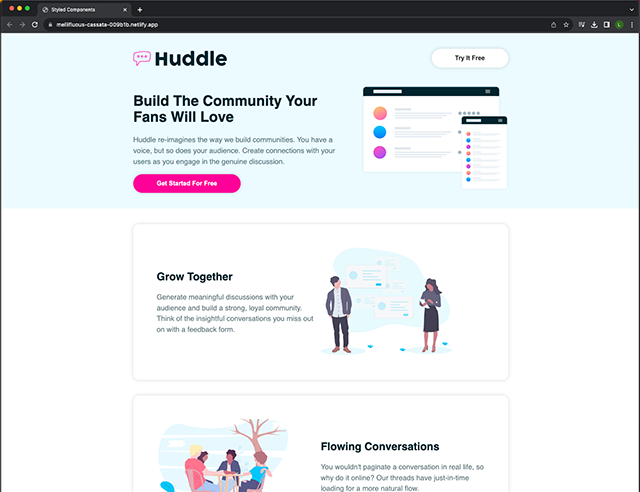 Styled Components
mellifluous-cassata-009b1b.netlify.app
L
Huddle
Try It Free
Build The Community Your
Fans Will Love
Huddle re-imagines the way we build communities. You have a
voice, but so does your audience. Create connections with your
users as you engage in the genuine discussion.
Get Started For Free
Grow Together
Generate meaningful discussions with your
audience and build a strong, loyal community.
Think of the insightful conversations you miss out
on with a feedback form.
Flowing Conversations
You wouldn't paginate a conversation in real life, so
why do it online? Our threads have just-in-time
loading for a more natural flow.